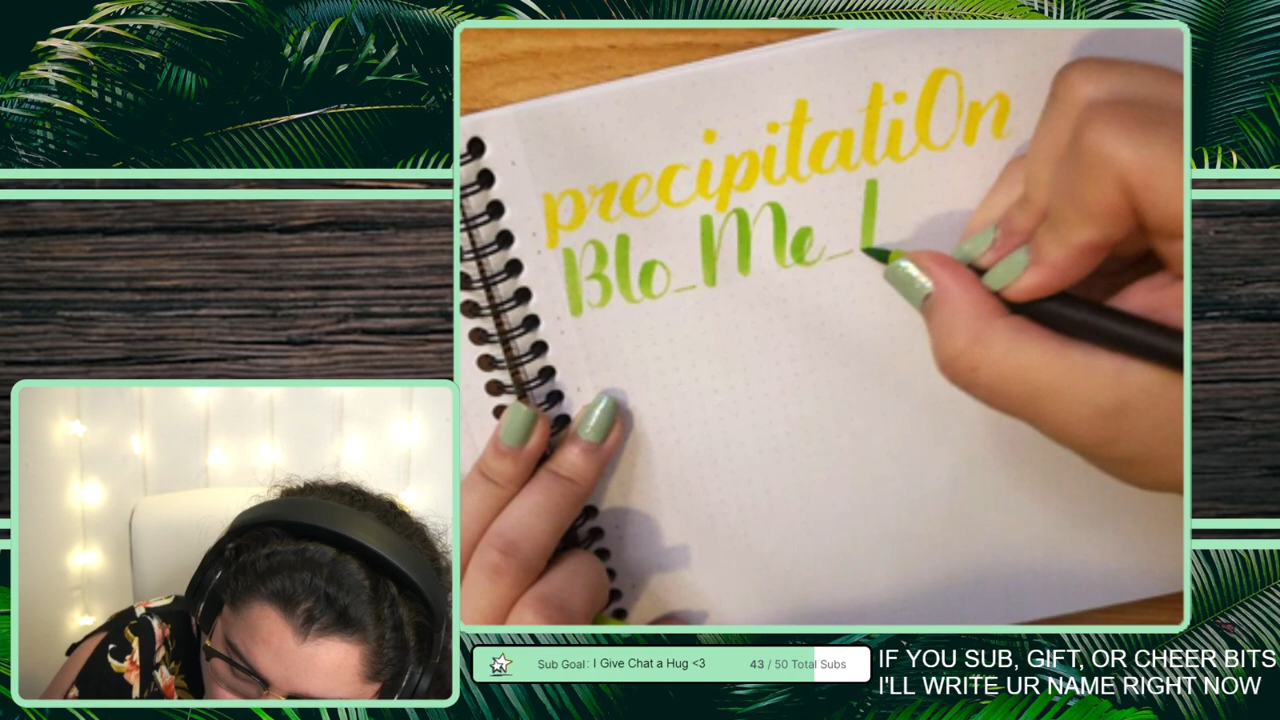 precipitatiOn
Blo_Me_l
Sub Goal: I Give Chat a Hug <3 43 / 50 Total Subs
IF YOU SUB, GIFT, OR CHEER BITS
I'LL WRITE UR NAME RIGHT NOW